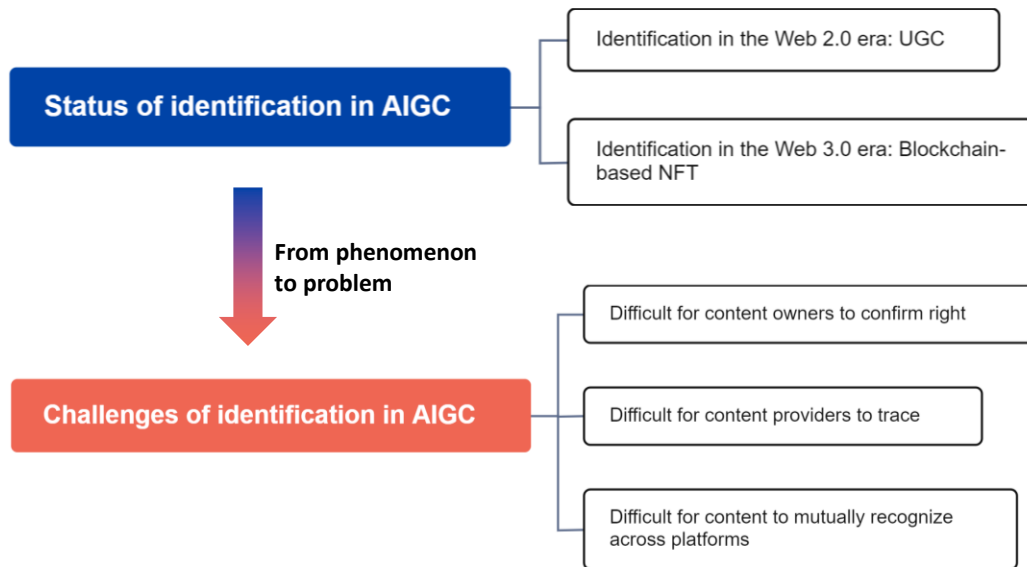 Identification in the Web 2.0 era: UGC
Status of identification in AIGC
Identification in the Web 3.0 era: Blockchain-
based NFT
From phenomenon
to problem
Difficult for content owners to confirm right
Challenges of identification in AIGC
Difficult for content providers to trace
Difficult for content to mutually recognize
across platforms